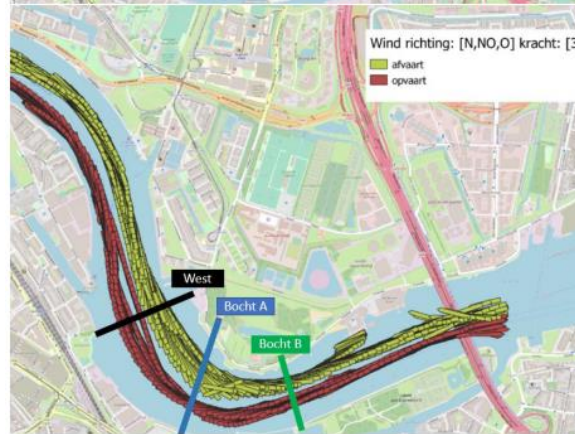 Wind richting: [N,NO,O] kracht: [3
afvaart
opvaart
West
Bocht A
Bocht B